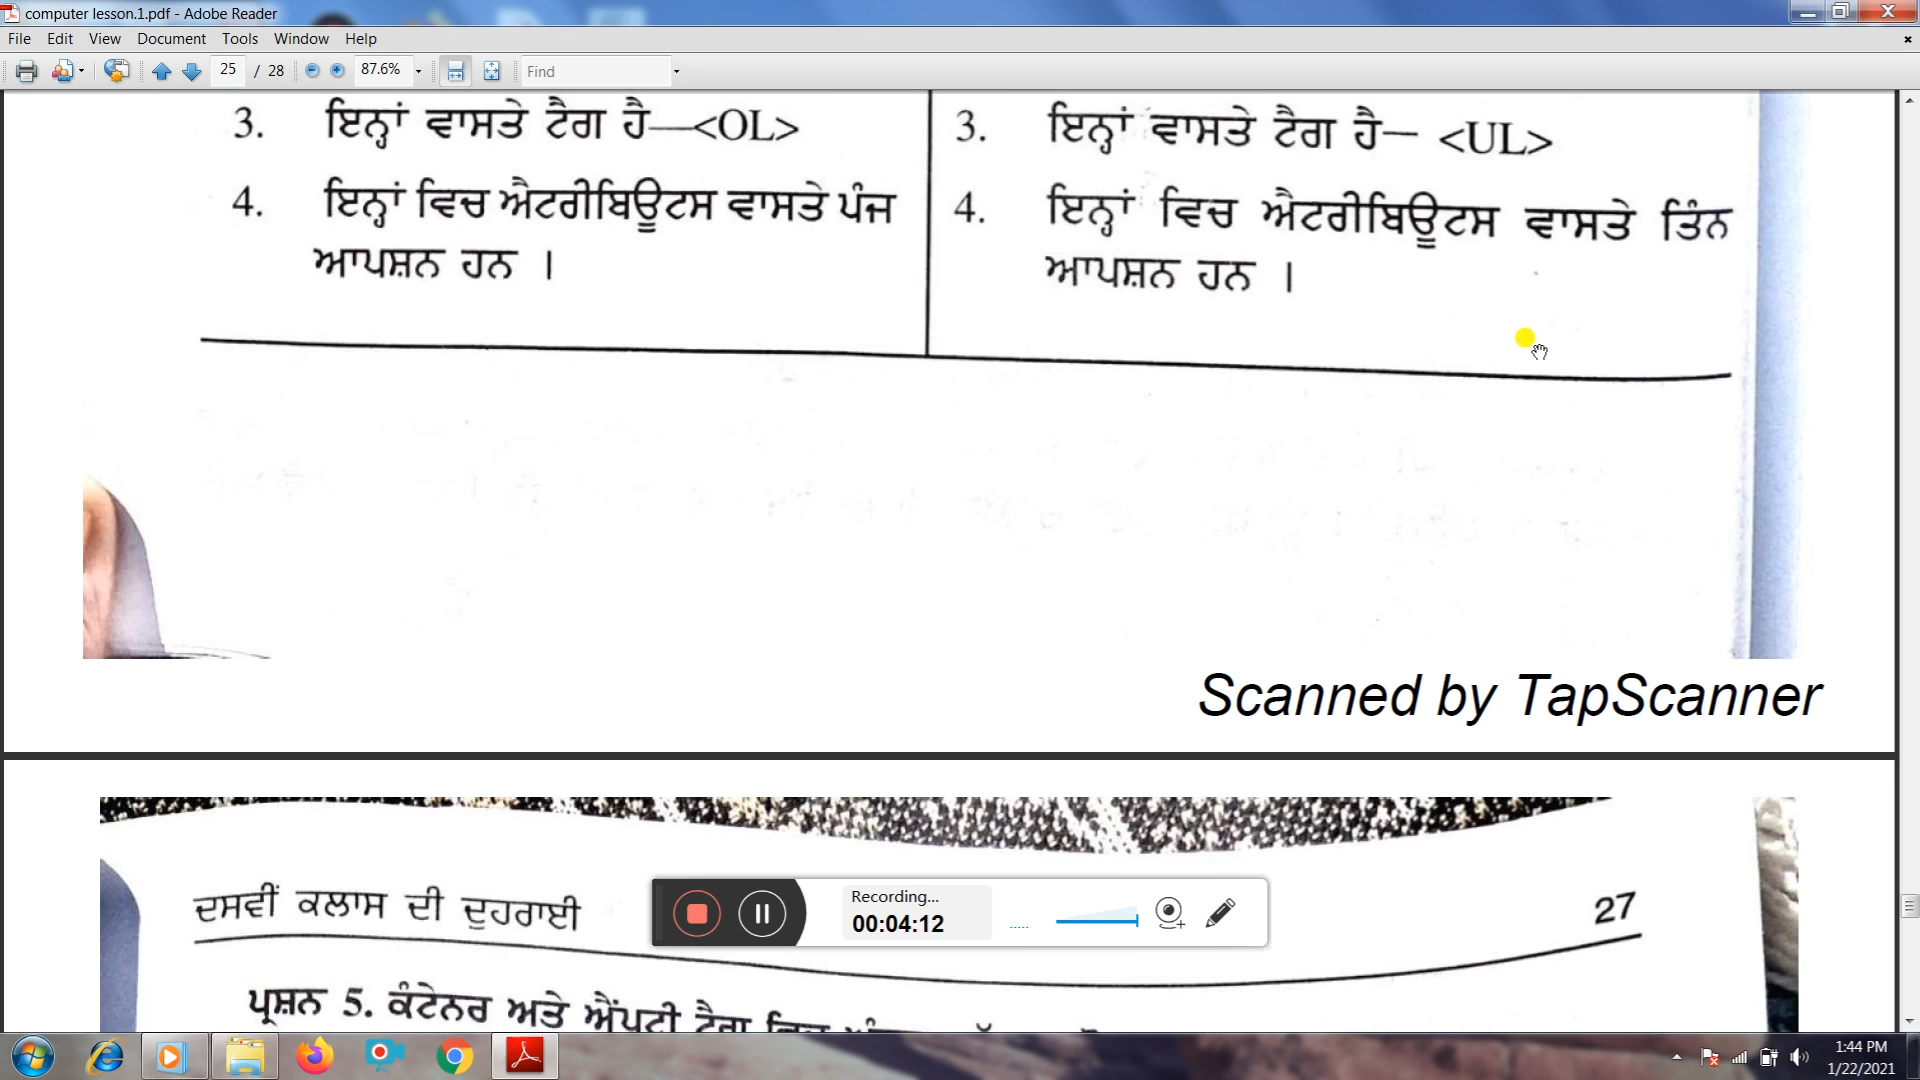 computer lesson.1.pdf - Adobe Reader
File Edit View Document Tools Window Help
25 / 28 87.6% Find
3. ਇਨ੍ਹਾਂ ਵਾਸਤੇ ਟੈਗ ਹੈ—<OL>
4. ਇਨ੍ਹਾਂ ਵਿਚ ਐਟਰੀਬਿਊਟਸ ਵਾਸਤੇ ਪੰਜ
ਆਪਸ਼ਨ ਹਨ ।
3. ਇਨ੍ਹਾਂ ਵਾਸਤੇ ਟੈਗ ਹੈ— <UL>
4. ਇਨ੍ਹਾਂ ਵਿਚ ਐਟਰੀਬਿਊਟਸ ਵਾਸਤੇ ਤਿੰਨ
ਆਪਸ਼ਨ ਹਨ ।
Scanned by TapScanner
ਦਸਵੀਂ ਕਲਾਸ ਦੀ ਦੁਹਰਾਈ
27
Recording...
00:04:12
ਪ੍ਰਸ਼ਨ 5. ਕੰਟੇਨਰ ਅਤੇ ਐਂਪਟੀ ਟੈਗ ਵਿਚ
1:44 PM
1/22/2021